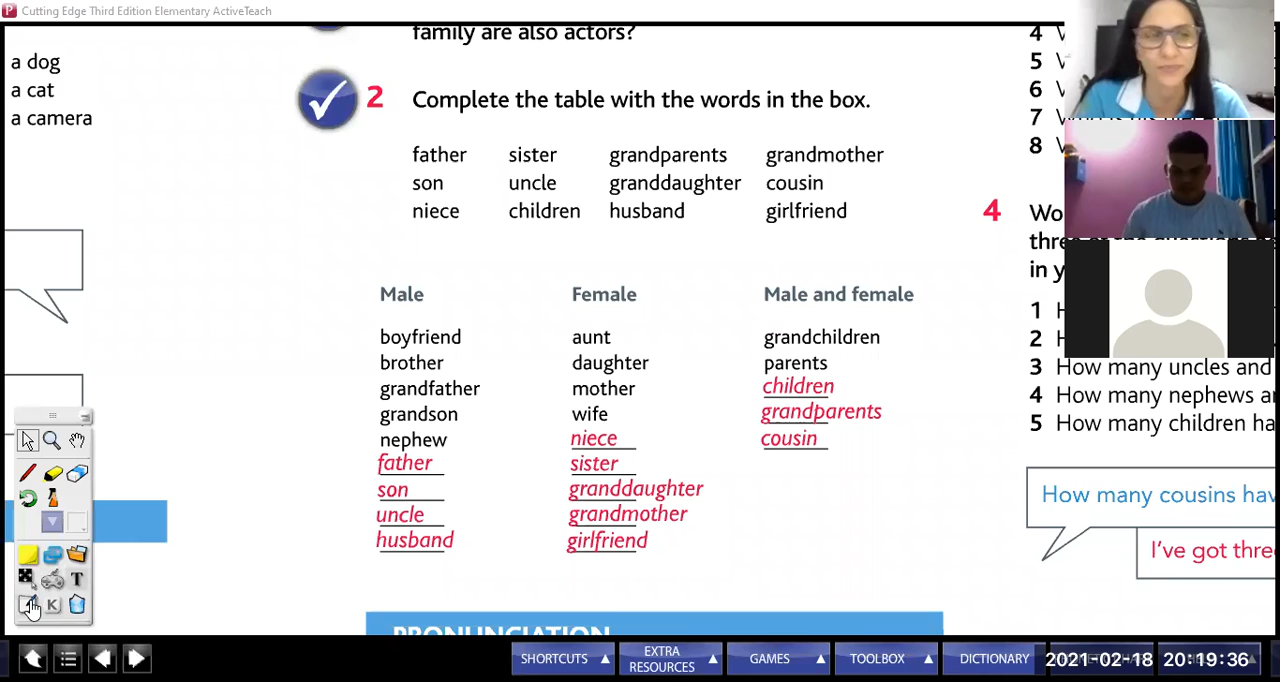 Cutting Edge Third Edition Elementary ActiveTeach
family are also actors?
a dog
a cat
a camera
2 Complete the table with the words in the box.
father sister grandparents grandmother
son uncle granddaughter cousin
niece children husband girlfriend
Male Female Male and female
boyfriend aunt grandchildren
brother daughter parents
grandfather mother children
grandson wife grandparents
nephew niece cousin
father sister
son granddaughter
uncle grandmother
husband girlfriend
4
5
6
7
8
4 Wo
in y
1 H
2 H
3 How many uncles and
4 How many nephews a
5 How many children ha
How many cousins hav
I've got thre
T
K
PRONUNCIATION
SHORTCUTS EXTRA RESOURCES GAMES TOOLBOX DICTIONARY
2021-02-18 20:19:36